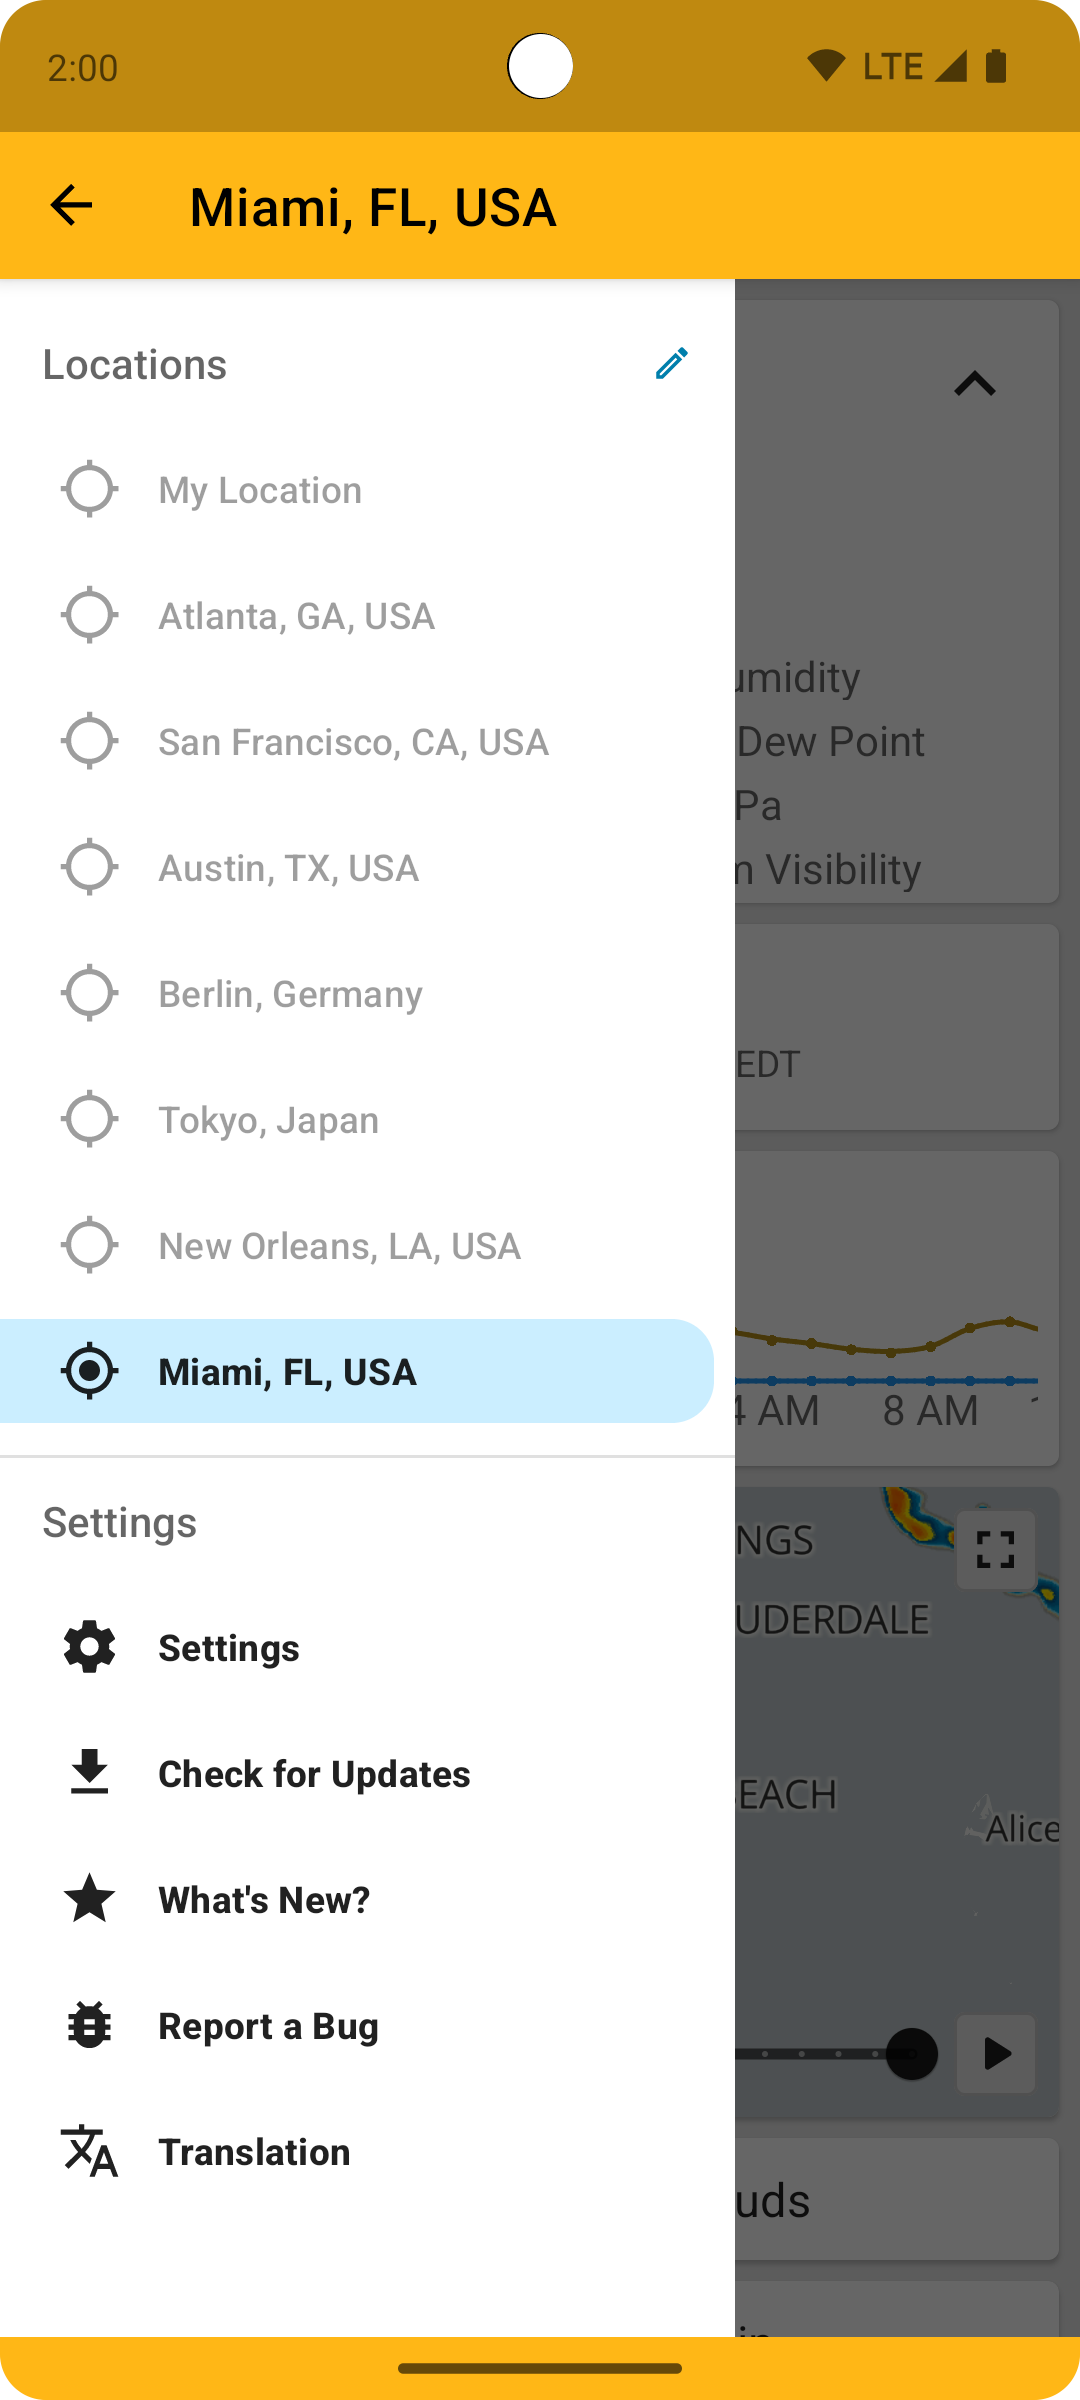 2:00
LTE
Miami, FL, USA
Locations
My Location
Atlanta, GA, USA
San Francisco, CA, USA
Austin, TX, USA
Berlin, Germany
Tokyo, Japan
New Orleans, LA, USA
Miami, FL, USA
Settings
Settings
Check for Updates
What's New?
Report a Bug
Translation
umidity
Dew Point
Pa
m Visibility
EDT
4 AM
8 AM
NGS
UDERDALE
EACH
Alice
uds